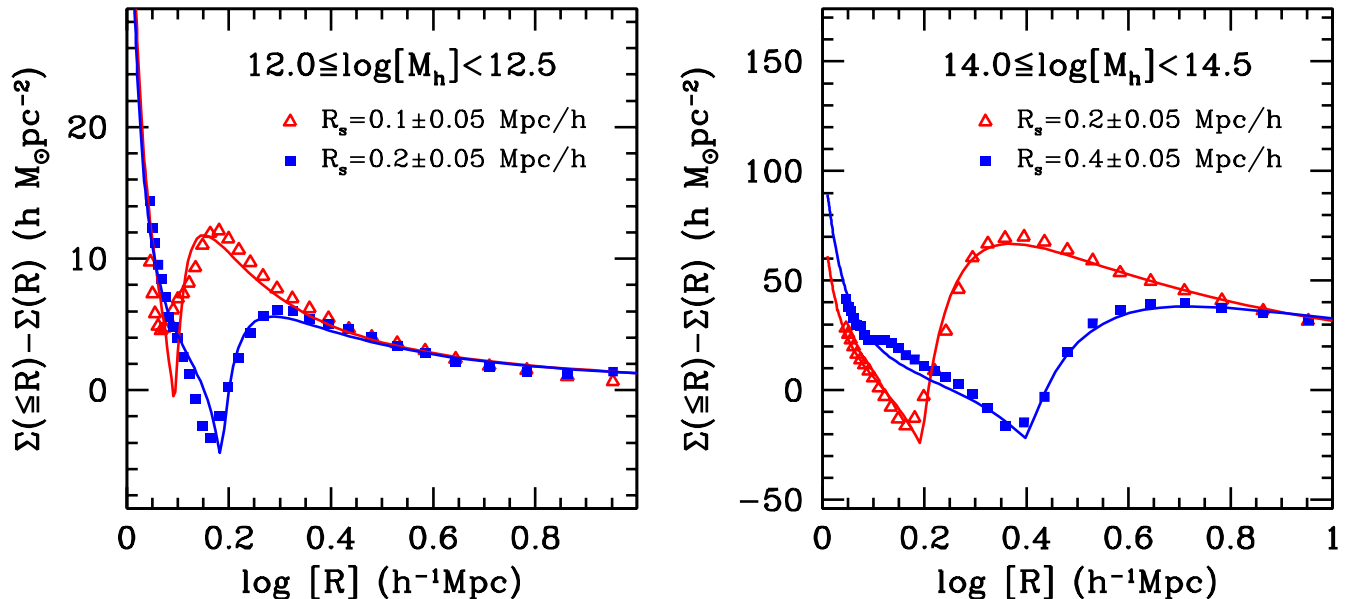 12.0≦log[M_h]<12.5
R_s=0.1±0.05 Mpc/h
R_s=0.2±0.05 Mpc/h
Σ(≦R)−Σ(R) (h M_⊙pc^−2)
20
10
0
0 0.2 0.4 0.6 0.8
log [R] (h^−1Mpc)
14.0≦log[M_h]<14.5
R_s=0.2±0.05 Mpc/h
R_s=0.4±0.05 Mpc/h
Σ(≦R)−Σ(R) (h M_⊙pc^−2)
150
100
50
0
−50
0 0.2 0.4 0.6 0.8 1
log [R] (h^−1Mpc)